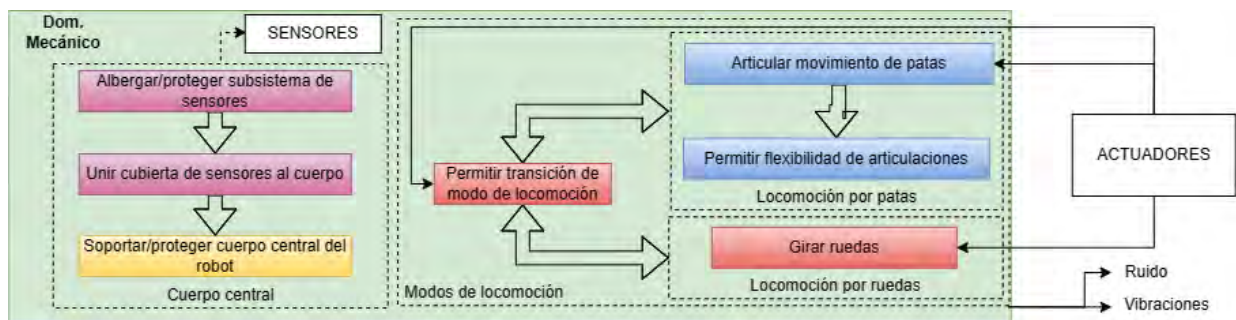 Dom.
Mecánico
SENSORES
Albergar/proteger subsistema de
sensores
Unir cubierta de sensores al cuerpo
Soportar/proteger cuerpo central del
robot
Cuerpo central
Permitir transición de
modo de locomoción
Modos de locomoción
Articular movimiento de patas
Permitir flexibilidad de articulaciones
Locomoción por patas
Girar ruedas
Locomoción por ruedas
ACTUADORES
Ruido
Vibraciones